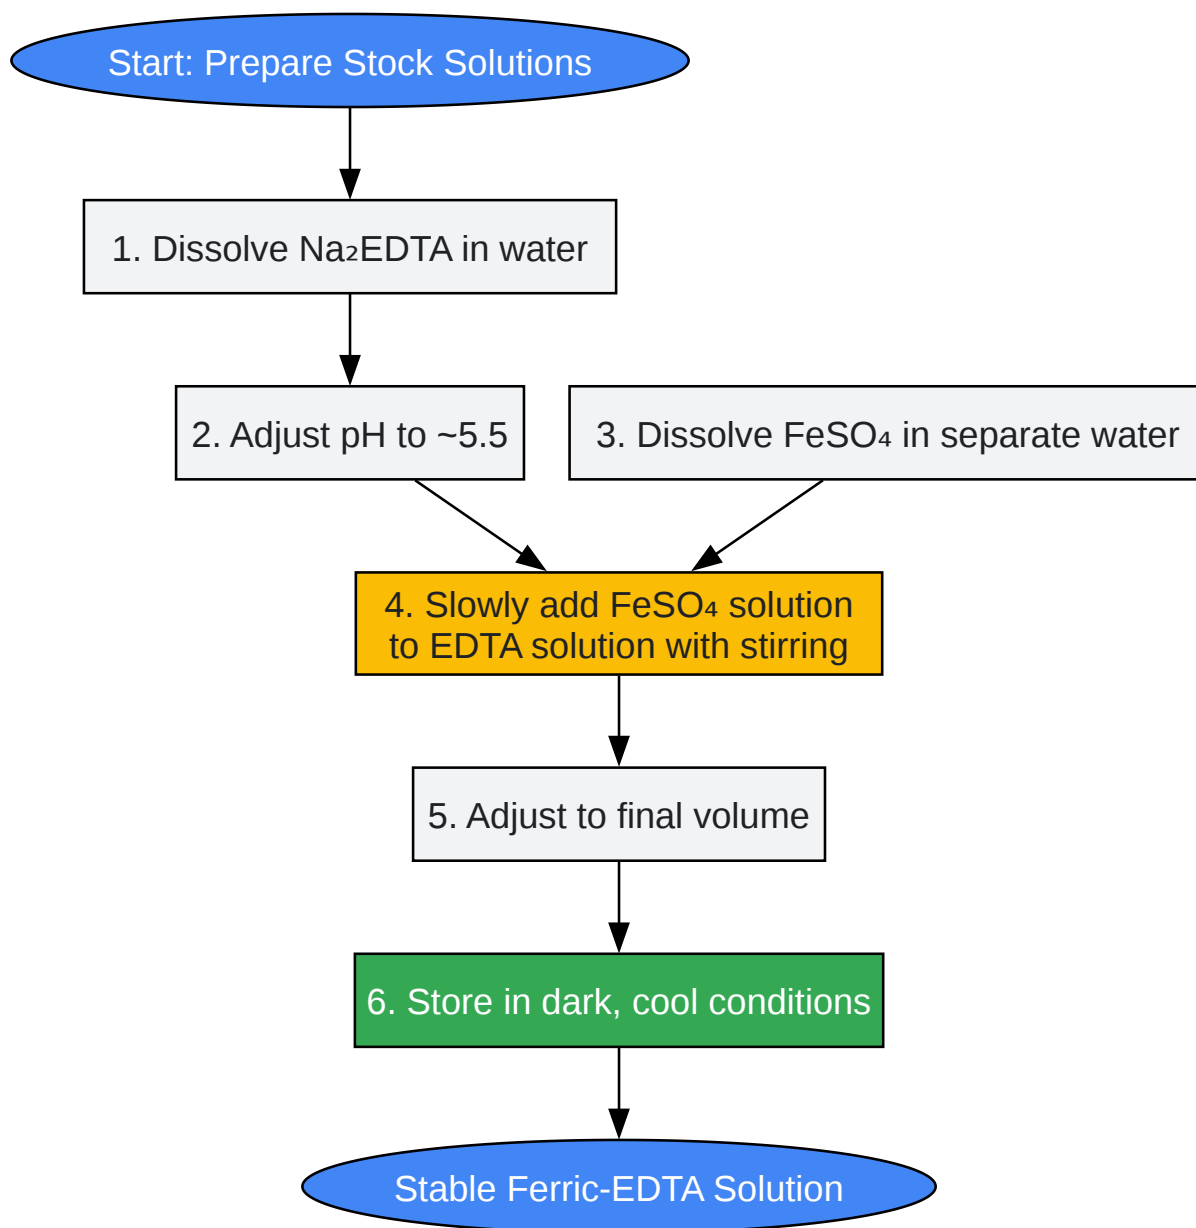 Start: Prepare Stock Solutions
1. Dissolve Na₂EDTA in water
2. Adjust pH to ~5.5
3. Dissolve FeSO₄ in separate water
4. Slowly add FeSO₄ solution
to EDTA solution with stirring
5. Adjust to final volume
6. Store in dark, cool conditions
Stable Ferric-EDTA Solution